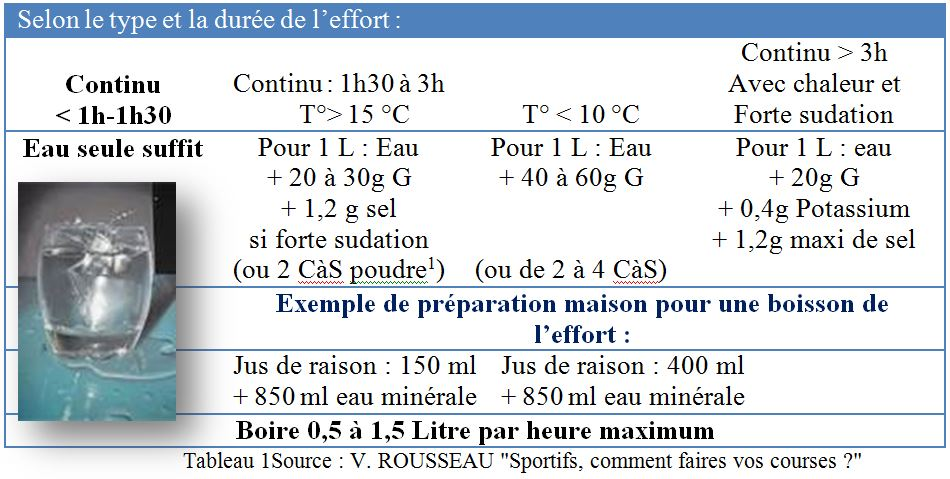 Selon le type et la durée de l'effort :
Continu
< 1h-1h30
Continu : 1h30 à 3h
T°> 15 °C
T° < 10 °C
Continu > 3h
Avec chaleur et
Forte sudation
Eau seule suffit
Pour 1 L : Eau
+ 20 à 30g G
+ 1,2 g sel
si forte sudation
(ou 2 CàS poudre¹)
Pour 1 L : Eau
+ 40 à 60g G
(ou de 2 à 4 CàS)
Pour 1 L : eau
+ 20g G
+ 0,4g Potassium
+ 1,2g maxi de sel
Exemple de préparation maison pour une boisson de
l'effort :
Jus de raison : 150 ml
+ 850 ml eau minérale
Jus de raison : 400 ml
+ 850 ml eau minérale
Boire 0,5 à 1,5 Litre par heure maximum
Tableau 1Source : V. ROUSSEAU "Sportifs, comment faires vos courses ?"